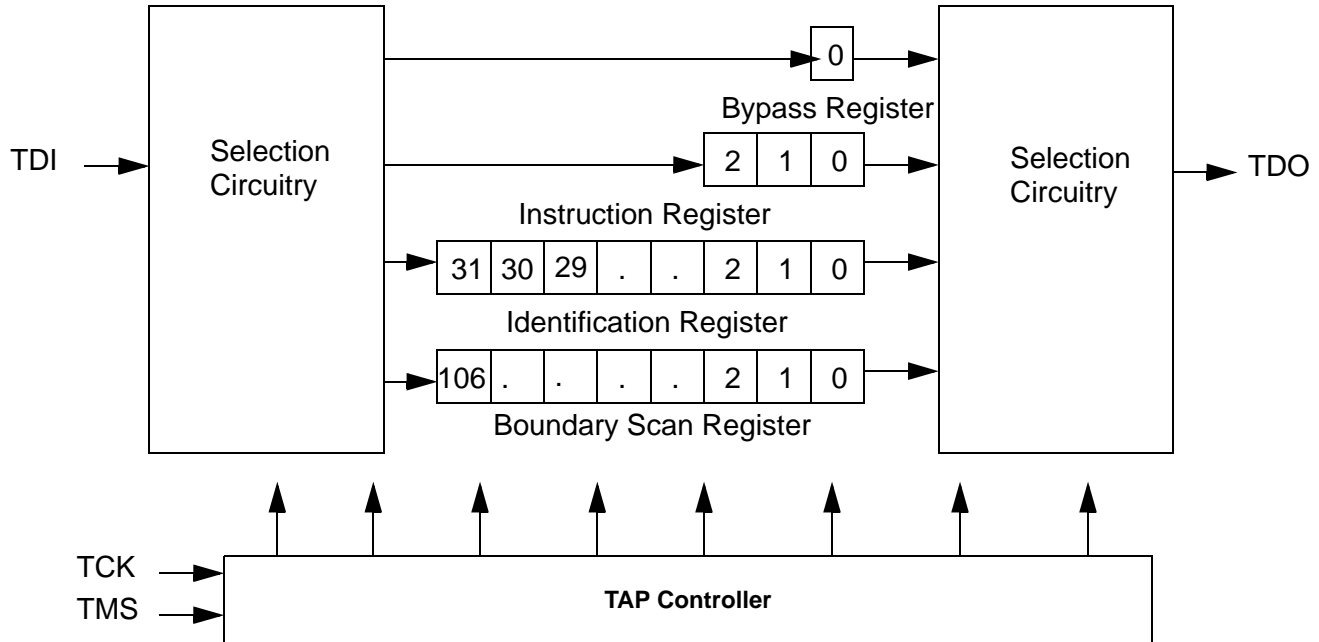 0
Bypass Register
TDI
Selection
Circuitry
2 1 0
Selection
Circuitry
TDO
Instruction Register
31 30 29 . . 2 1 0
Identification Register
106 . . . . 2 1 0
Boundary Scan Register
TCK
TMS
TAP Controller